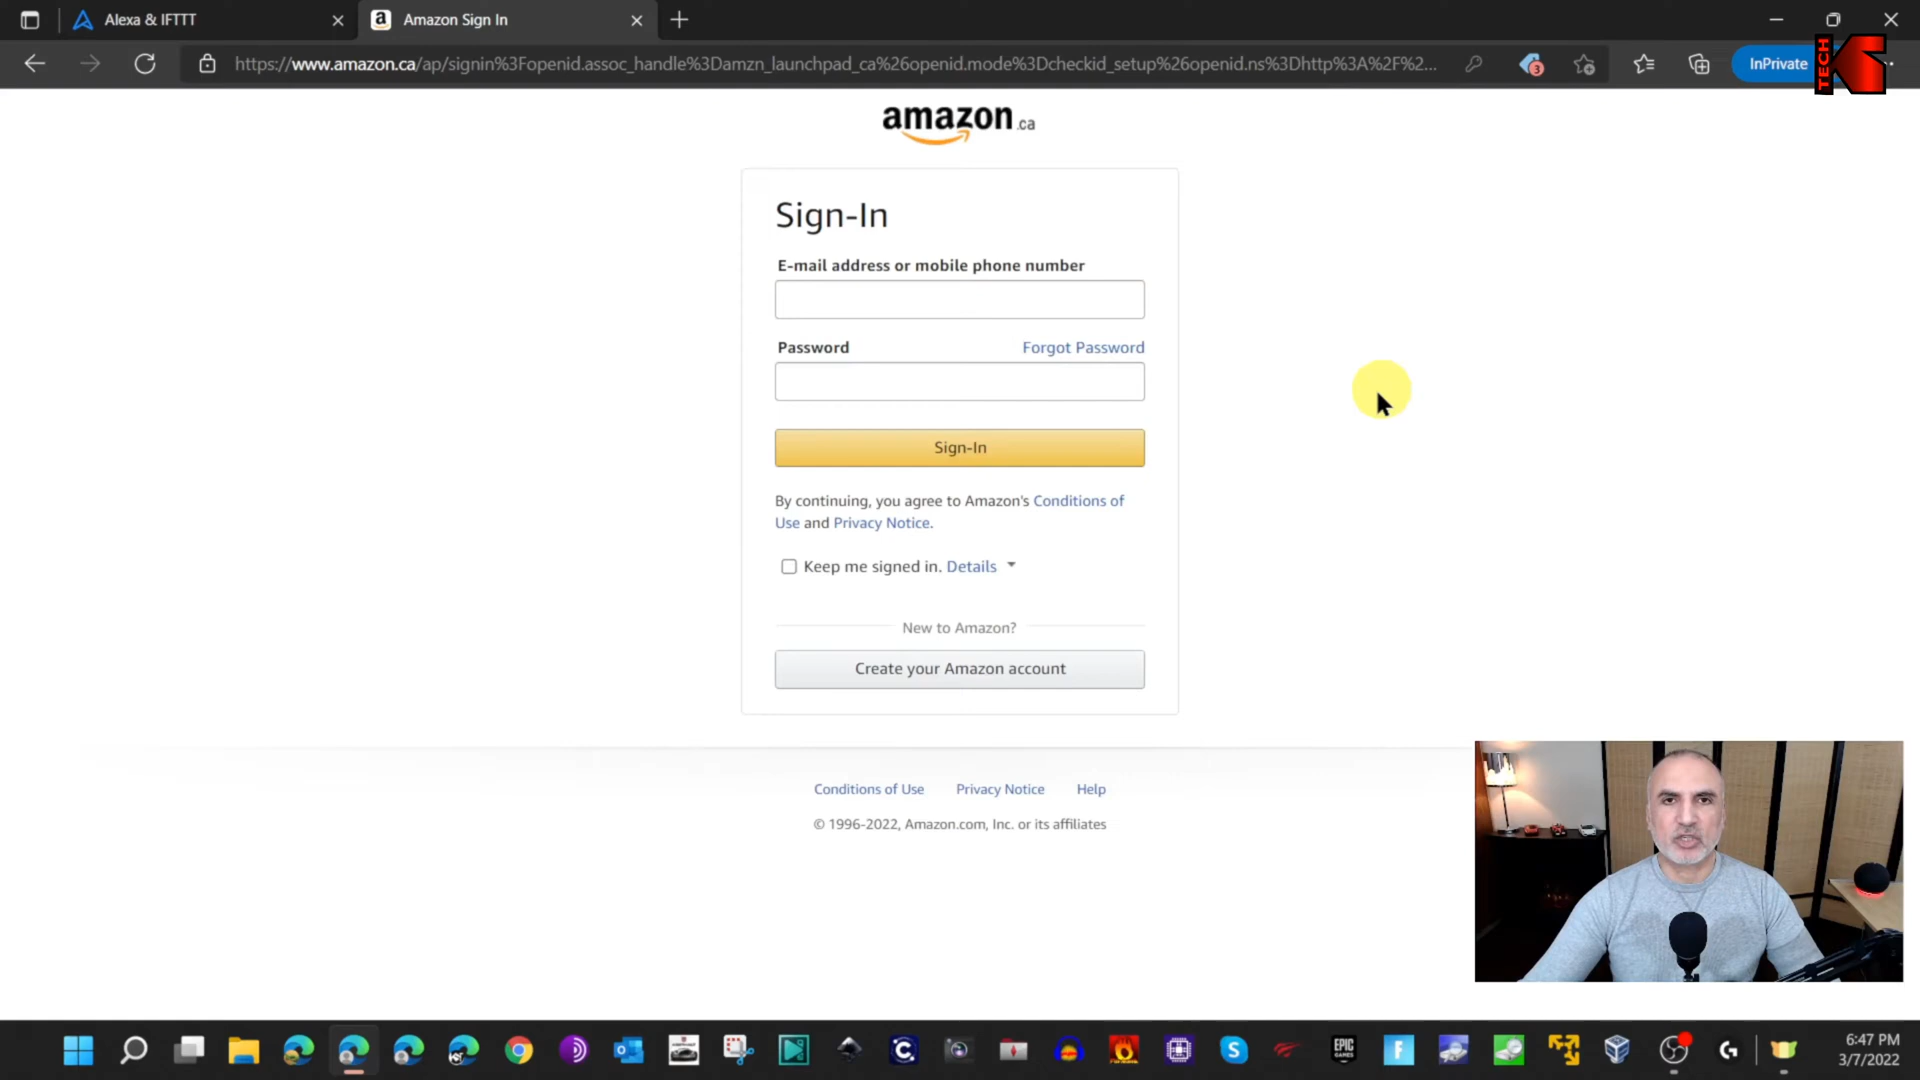 Alexa & IFTTT
Amazon Sign In
https://www.amazon.ca/ap/signin%3Fopenid.assoc_handle%3Damzn_launchpad_ca%26openid.mode%3Dcheckid_setup%26openid.ns%3Dhttp%3A%2F%2...
3
InPrivate
TECH
amazon.ca
Sign-In
E-mail address or mobile phone number
Password
Forgot Password
Sign-In
By continuing, you agree to Amazon's Conditions of
Use and Privacy Notice.
Keep me signed in. Details
New to Amazon?
Create your Amazon account
Conditions of Use Privacy Notice Help
© 1996-2022, Amazon.com, Inc. or its affiliates
EPIC
GAMES
6:47 PM
3/7/2022